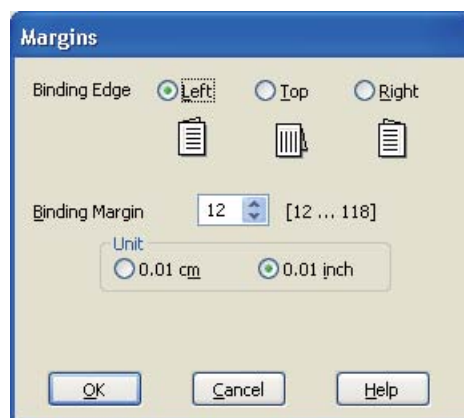 Margins
Binding Edge Left Top Right
Binding Margin 12 [12 ... 118]
Unit
0.01 cm 0.01 inch
OK Cancel Help